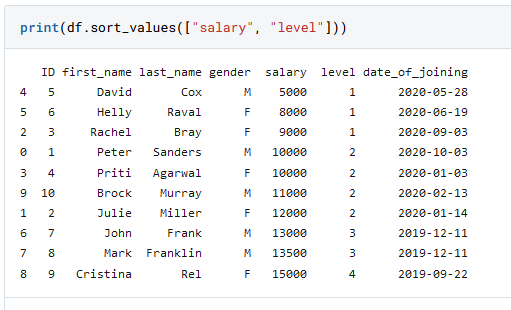 print(df.sort_values(["salary", "level"]))
ID first_name last_name gender salary level date_of_joining
4 5 David Cox M 5000 1 2020-05-28
5 6 Helly Raval F 8000 1 2020-06-19
2 3 Rachel Bray F 9000 1 2020-09-03
0 1 Peter Sanders M 10000 2 2020-10-03
3 4 Priti Agarwal F 10000 2 2020-01-03
9 10 Brock Murray M 11000 2 2020-02-13
1 2 Julie Miller F 12000 2 2020-01-14
6 7 John Frank M 13000 3 2019-12-11
7 8 Mark Franklin M 13500 3 2019-12-11
8 9 Cristina Rel F 15000 4 2019-09-22